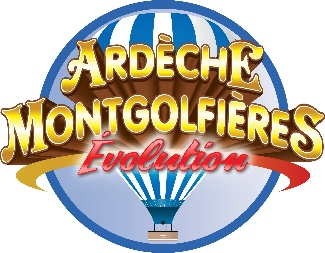 ARDÈCHE
MONTGOLFIÈRES
Évolution